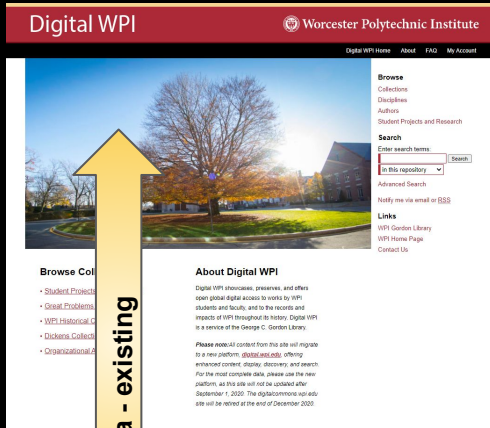 Digital WPI
Worcester Polytechnic Institute
Digital WPI Home About FAQ My Account
Browse
Collections
Disciplines
Authors
Student Projects and Research
Search
Enter search terms:
Search
in this repository
Advanced Search
Notify me via email or RSS
Links
WPI Gordon Library
WPI Home Page
Contact Us
Browse Coll
• Student Projects
• Great Problems
• WPI Historical C
• Dickens Collecti
• Organizational A
a - existing
About Digital WPI
Digital WPI showcases, preserves, and offers
open global digital access to works by WPI
students and faculty, and to the records and
impacts of WPI throughout its history. Digital WPI
is a service of the George C. Gordon Library.
Please note:All content from this site will migrate
to a new platform, digital.wpi.edu, offering
enhanced content, display, discovery, and search.
For the most complete data, please use the new
platform, as this site will not be updated after
September 1, 2020. The digitalcommons.wpi.edu
site will be retired at the end of December 2020.